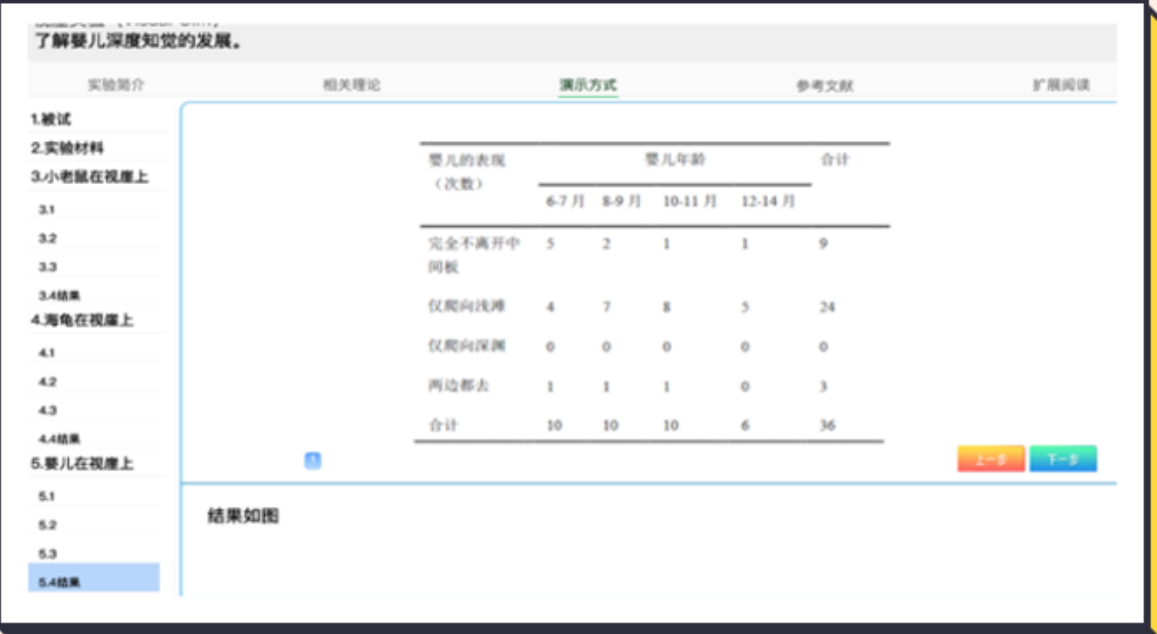 了解婴儿深度知觉的发展。
实验简介 相关理论 演示方式 参考文献 扩展阅读
1.被试
2.实验材料
3.小老鼠在视崖上
3.1
3.2
3.3
3.4结果
4.海龟在视崖上
4.1
4.2
4.3
4.4结果
5.婴儿在视崖上
5.1
5.2
5.3
5.4结果
婴儿的表现 婴儿年龄 合计
（次数）
6-7 月 8-9 月 10-11 月 12-14 月
完全不离开中 5 2 1 1 9
间板
仅爬向浅滩 4 7 8 5 24
仅爬向深渊 0 0 0 0 0
两边都去 1 1 1 0 3
合计 10 10 10 6 36
1
上一步 下一步
结果如图